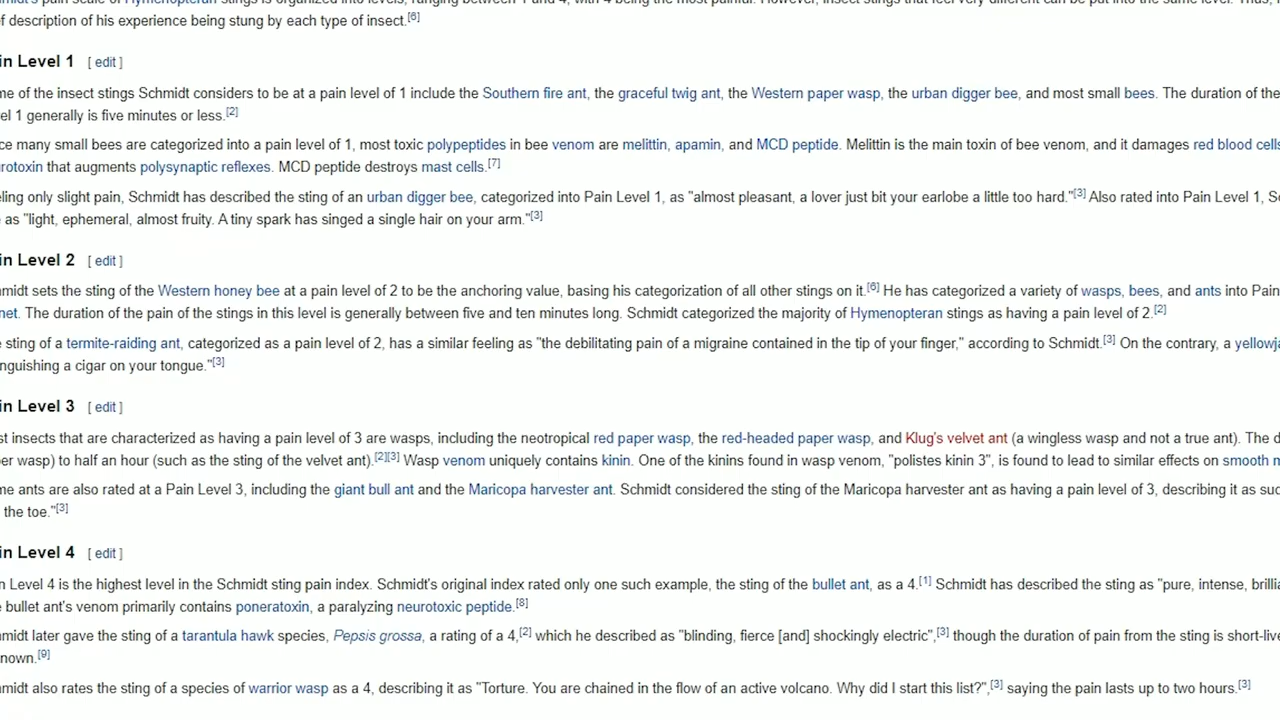 f description of his experience being stung by each type of insect.[6]
in Level 1 [ edit ]
me of the insect stings Schmidt considers to be at a pain level of 1 include the Southern fire ant, the graceful twig ant, the Western paper wasp, the urban digger bee, and most small bees. The duration of the
el 1 generally is five minutes or less.[2]
ce many small bees are categorized into a pain level of 1, most toxic polypeptides in bee venom are melittin, apamin, and MCD peptide. Melittin is the main toxin of bee venom, and it damages red blood cells
rotoxin that augments polysynaptic reflexes. MCD peptide destroys mast cells.[7]
ling only slight pain, Schmidt has described the sting of an urban digger bee, categorized into Pain Level 1, as "almost pleasant, a lover just bit your earlobe a little too hard."[3] Also rated into Pain Level 1, Sc
e as "light, ephemeral, almost fruity. A tiny spark has singed a single hair on your arm."[3]
in Level 2 [ edit ]
midt sets the sting of the Western honey bee at a pain level of 2 to be the anchoring value, basing his categorization of all other stings on it.[6] He has categorized a variety of wasps, bees, and ants into Pain
net. The duration of the pain of the stings in this level is generally between five and ten minutes long. Schmidt categorized the majority of Hymenopteran stings as having a pain level of 2.[2]
e sting of a termite-raiding ant, categorized as a pain level of 2, has a similar feeling as "the debilitating pain of a migraine contained in the tip of your finger," according to Schmidt.[3] On the contrary, a yellowja
nguishing a cigar on your tongue."[3]
in Level 3 [ edit ]
st insects that are characterized as having a pain level of 3 are wasps, including the neotropical red paper wasp, the red-headed paper wasp, and Klug's velvet ant (a wingless wasp and not a true ant). The d
er wasp) to half an hour (such as the sting of the velvet ant).[2][3] Wasp venom uniquely contains kinin. One of the kinins found in wasp venom, "polistes kinin 3", is found to lead to similar effects on smooth m
me ants are also rated at a Pain Level 3, including the giant bull ant and the Maricopa harvester ant. Schmidt considered the sting of the Maricopa harvester ant as having a pain level of 3, describing it as suc
the toe."[3]
in Level 4 [ edit ]
n Level 4 is the highest level in the Schmidt sting pain index. Schmidt's original index rated only one such example, the sting of the bullet ant, as a 4.[1] Schmidt has described the sting as "pure, intense, brillia
e bullet ant's venom primarily contains poneratoxin, a paralyzing neurotoxic peptide.[8]
midt later gave the sting of a tarantula hawk species, Pepsis grossa, a rating of a 4,[2] which he described as "blinding, fierce [and] shockingly electric",[3] though the duration of pain from the sting is short-live
nown.[9]
midt also rates the sting of a species of warrior wasp as a 4, describing it as "Torture. You are chained in the flow of an active volcano. Why did I start this list?",[3] saying the pain lasts up to two hours.[3]